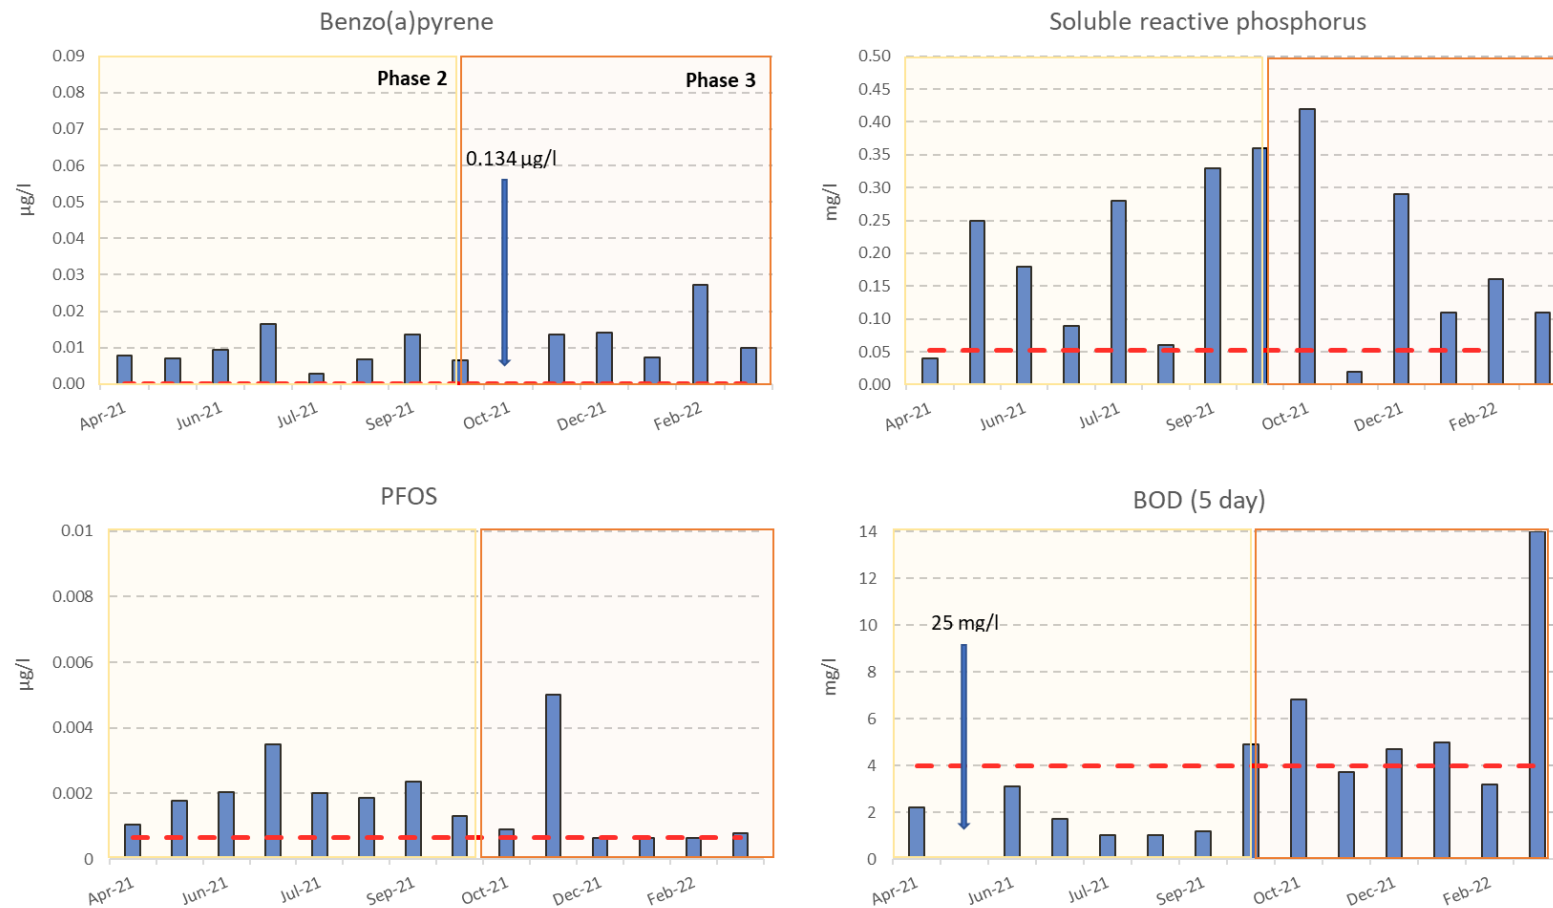 Benzo(a)pyrene
0.09
0.08
0.07
0.06
0.05
0.04
0.03
0.02
0.01
0.00
µg/l
Phase 2
Phase 3
0.134 µg/l
Apr-21
Jun-21
Jul-21
Sep-21
Oct-21
Dec-21
Feb-22
Soluble reactive phosphorus
0.50
0.45
0.40
0.35
0.30
0.25
0.20
0.15
0.10
0.05
0.00
mg/l
Apr-21
Jun-21
Jul-21
Sep-21
Oct-21
Dec-21
Feb-22
PFOS
0.01
0.008
0.006
0.004
0.002
0
µg/l
Apr-21
Jun-21
Jul-21
Sep-21
Oct-21
Dec-21
Feb-22
BOD (5 day)
14
12
10
8
6
4
2
0
mg/l
25 mg/l
Apr-21
Jun-21
Jul-21
Sep-21
Oct-21
Dec-21
Feb-22